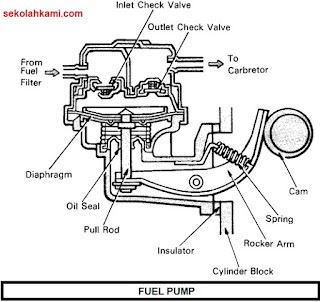 sekolahkami.com
Inlet Check Valve
Outlet Check Valve
From
Fuel
Filter
To
Carbretor
Diaphragm
Oil Seal
Pull Rod
Insulator
Cam
Spring
Rocker Arm
Cylinder Block
FUEL PUMP